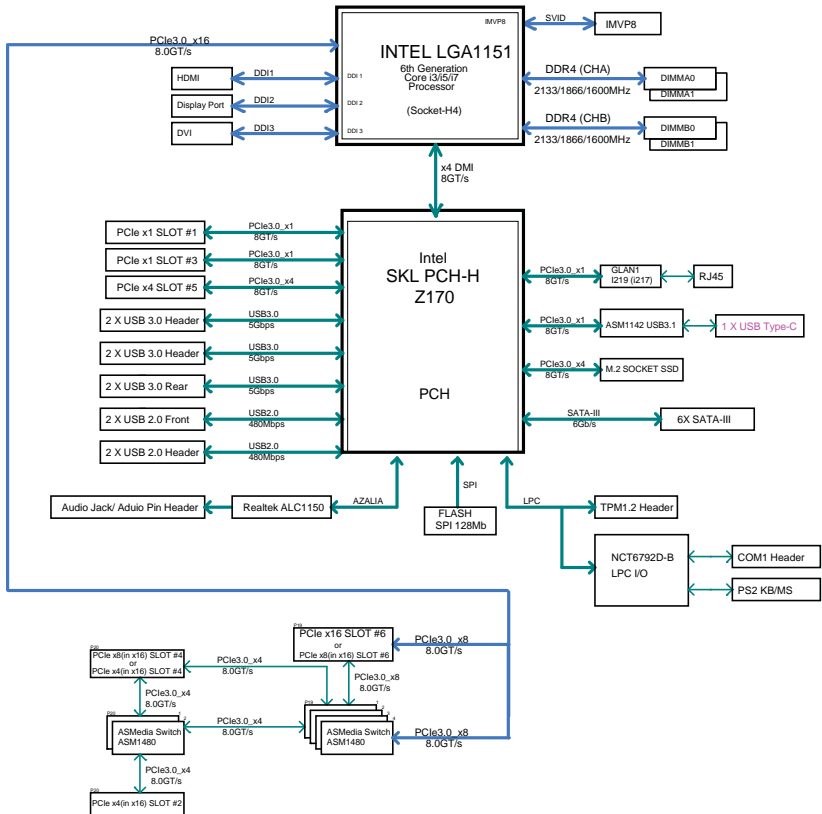 IMVP8
SVID
IMVP8
PCIe3.0_x16
8.0GT/s
INTEL LGA1151
6th Generation
Core i3/i5/i7
Processor
(Socket-H4)
HDMI
DDI1
DDI 1
Display Port
DDI2
DDI 2
DVI
DDI3
DDI 3
DDR4 (CHA)
2133/1866/1600MHz
DIMMA0
DIMMA1
DDR4 (CHB)
2133/1866/1600MHz
DIMMB0
DIMMB1
x4 DMI
8GT/s
Intel
SKL PCH-H
Z170
PCH
PCIe x1 SLOT #1
PCIe3.0_x1
8GT/s
PCIe x1 SLOT #3
PCIe3.0_x1
8GT/s
PCIe x4 SLOT #5
PCIe3.0_x4
8GT/s
2 X USB 3.0 Header
USB3.0
5Gbps
2 X USB 3.0 Header
USB3.0
5Gbps
2 X USB 3.0 Rear
USB3.0
5Gbps
2 X USB 2.0 Front
USB2.0
480Mbps
2 X USB 2.0 Header
USB2.0
480Mbps
PCIe3.0_x1
8GT/s
GLAN1
I219 (i217)
RJ45
PCIe3.0_x1
8GT/s
ASM1142 USB3.1
1 X USB Type-C
PCIe3.0_x4
8GT/s
M.2 SOCKET SSD
SATA-III
6Gb/s
6X SATA-III
Audio Jack/ Aduio Pin Header
Realtek ALC1150
AZALIA
SPI
FLASH
SPI 128Mb
LPC
TPM1.2 Header
NCT6792D-B
LPC I/O
COM1 Header
PS2 KB/MS
P19
PCIe x16 SLOT #6
or
PCIe x8(in x16) SLOT #6
PCIe3.0_x8
8.0GT/s
P20
PCIe x8(in x16) SLOT #4
or
PCIe x4(in x16) SLOT #4
PCIe3.0_x4
8.0GT/s
PCIe3.0_x8
8.0GT/s
PCIe3.0_x4
8.0GT/s
P20
1
2
ASMedia Switch
ASM1480
PCIe3.0_x4
8.0GT/s
P19
1
2
3
4
ASMedia Switch
ASM1480
PCIe3.0_x8
8.0GT/s
PCIe3.0_x4
8.0GT/s
P20
PCIe x4(in x16) SLOT #2